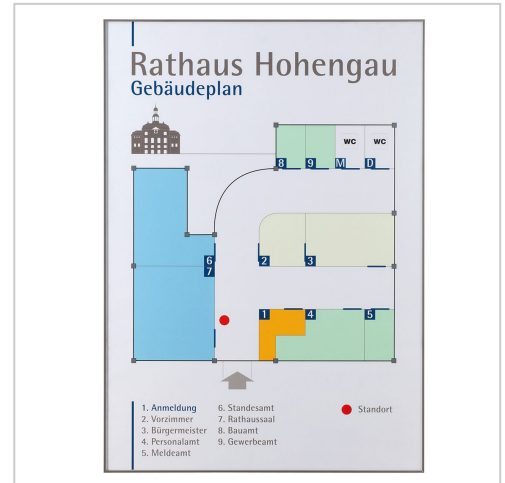 Rathaus Hohengau
Gebäudeplan
WC WC
8 9 M D
6
7
2 3
1 4 5
1. Anmeldung
2. Vorzimmer
3. Bürgermeister
4. Personalamt
5. Meldeamt
6. Standesamt
7. Rathaussaal
8. Bauamt
9. Gewerbeamt
Standort